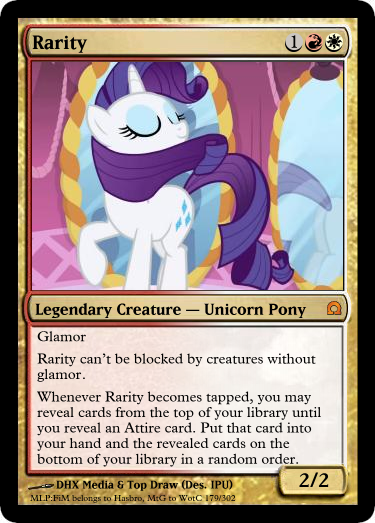 Rarity 1
Legendary Creature — Unicorn Pony
Glamor
Rarity can't be blocked by creatures without
glamor.
Whenever Rarity becomes tapped, you may
reveal cards from the top of your library until
you reveal an Attire card. Put that card into
your hand and the revealed cards on the
bottom of your library in a random order.
2/2
DHX Media & Top Draw (Des. IPU)
MLP:FiM belongs to Hasbro, MtG to WotC 179/302